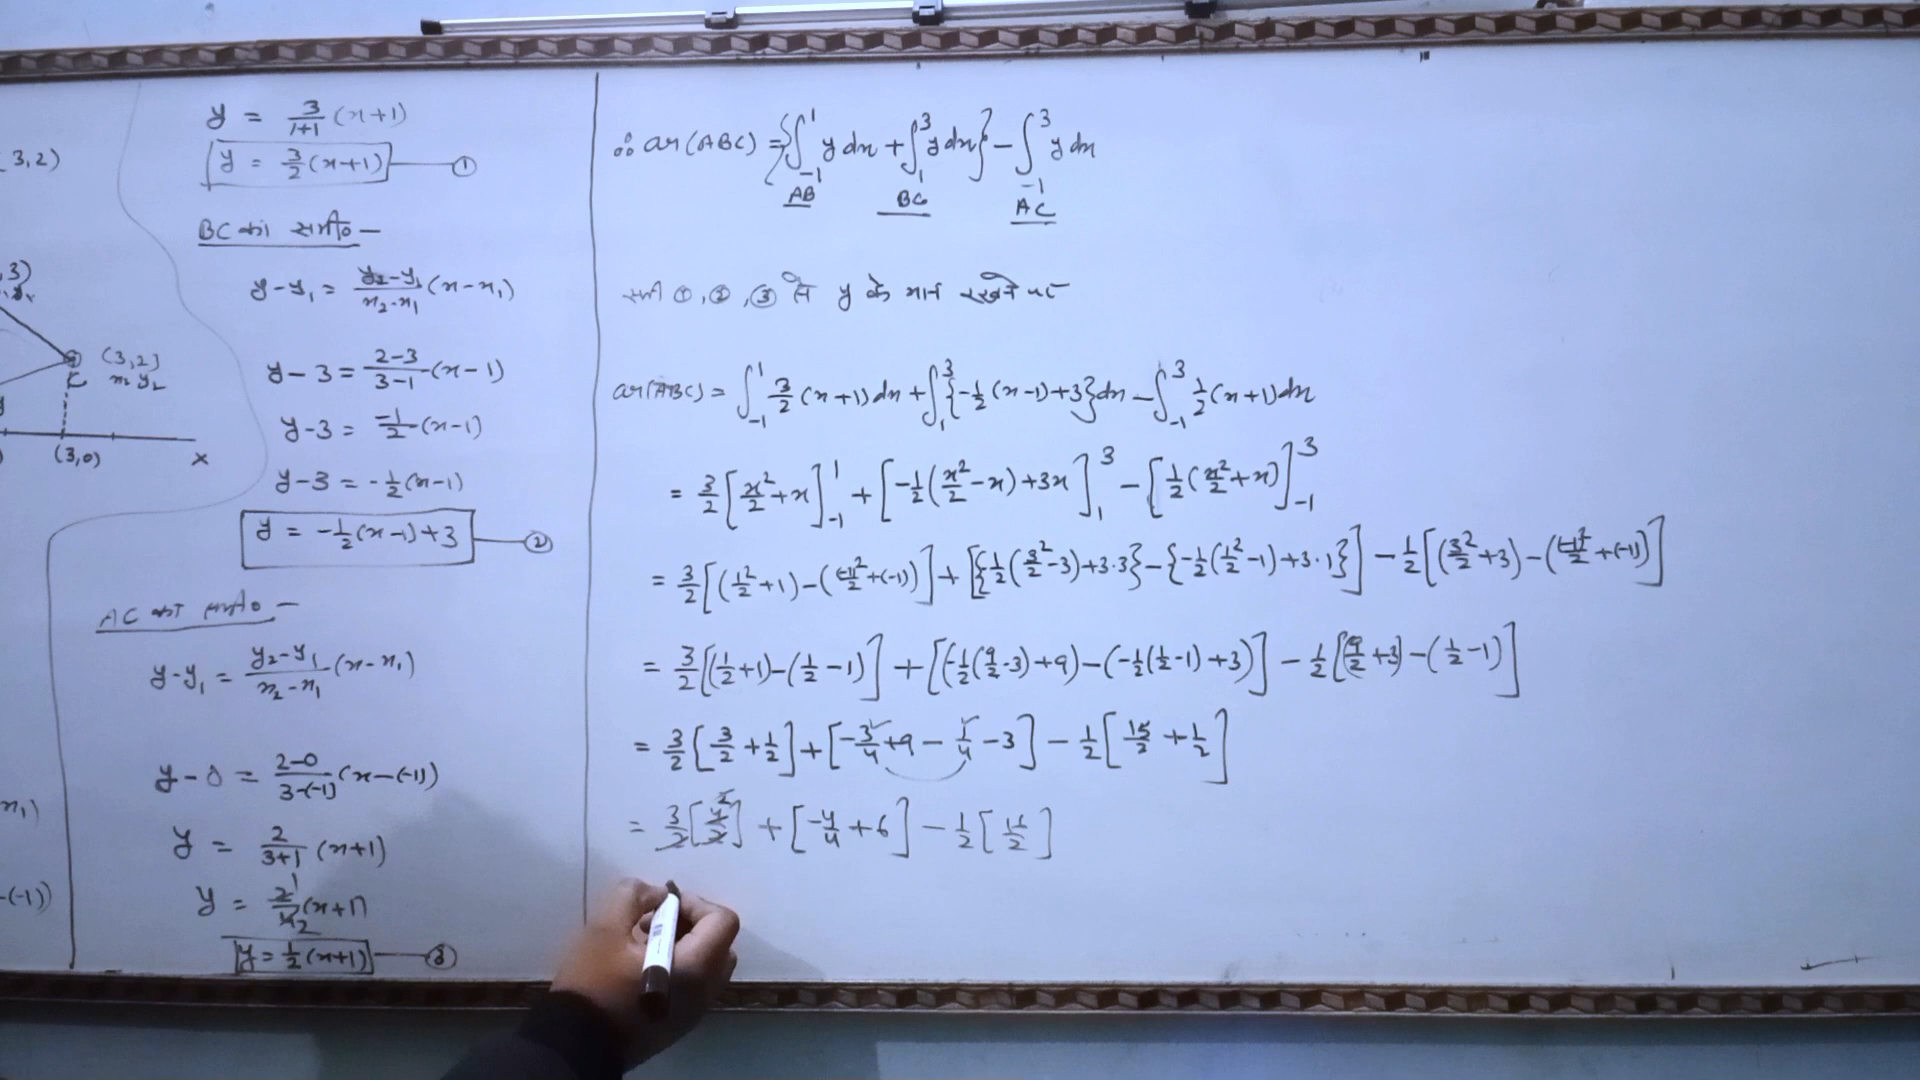 3,2)
,3)
(3,2)
C x₂ y₂
(3,0) x
x₁)
-(-1))
y = 3/(1+1) (x+1)
y = 3/2 (x+1) — ①
BC का समी० —
y-y₁ = (y₂-y₁)/(x₂-x₁) (x-x₁)
y-3 = (2-3)/(3-1) (x-1)
y-3 = -1/2 (x-1)
y-3 = -1/2 (x-1)
y = -1/2 (x-1)+3 — ②
AC का समी० —
y-y₁ = (y₂-y₁)/(x₂-x₁) (x-x₁)
y-0 = (2-0)/(3-(-1)) (x-(-1))
y = 2/(3+1) (x+1)
y = 2/4 (x+1)
y = 1/2 (x+1) — ③
∴ ar(ABC) = {∫₋₁¹ y dx + ∫₁³ y dx} - ∫₋₁³ y dx
AB BC AC
समी ①, ②, ③ से y के मान रखने पर
ar(ABC) = ∫₋₁¹ 3/2 (x+1) dx + ∫₁³ {-1/2 (x-1)+3} dx - ∫₋₁³ 1/2 (x+1) dx
= 3/2 [x²/2 + x]₋₁¹ + [-1/2 (x²/2 - x) + 3x]₁³ - [1/2 (x²/2 + x)]₋₁³
= 3/2 [(1²/2 + 1) - ((-1)²/2 + (-1))] + [{-1/2 (3²/2 - 3) + 3·3} - {-1/2 (1²/2 - 1) + 3·1}] - 1/2 [(3²/2 + 3) - ((-1)²/2 + (-1))]
= 3/2 [(1/2 + 1) - (1/2 - 1)] + [(-1/2 (9/2 - 3) + 9) - (-1/2 (1/2 - 1) + 3)] - 1/2 [(9/2 + 3) - (1/2 - 1)]
= 3/2 [3/2 + 1/2] + [-3/4 + 9 - 1/4 - 3] - 1/2 [15/2 + 1/2]
= 3/2 [4/2] + [-4/4 + 6] - 1/2 [16/2]